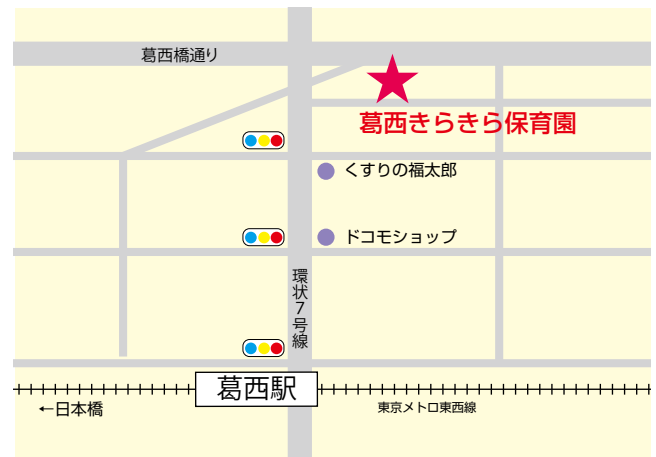 葛西橋通り
葛西きらきら保育園
くすりの福太郎
ドコモショップ
環状7号線
葛西駅
←日本橋
東京メトロ東西線